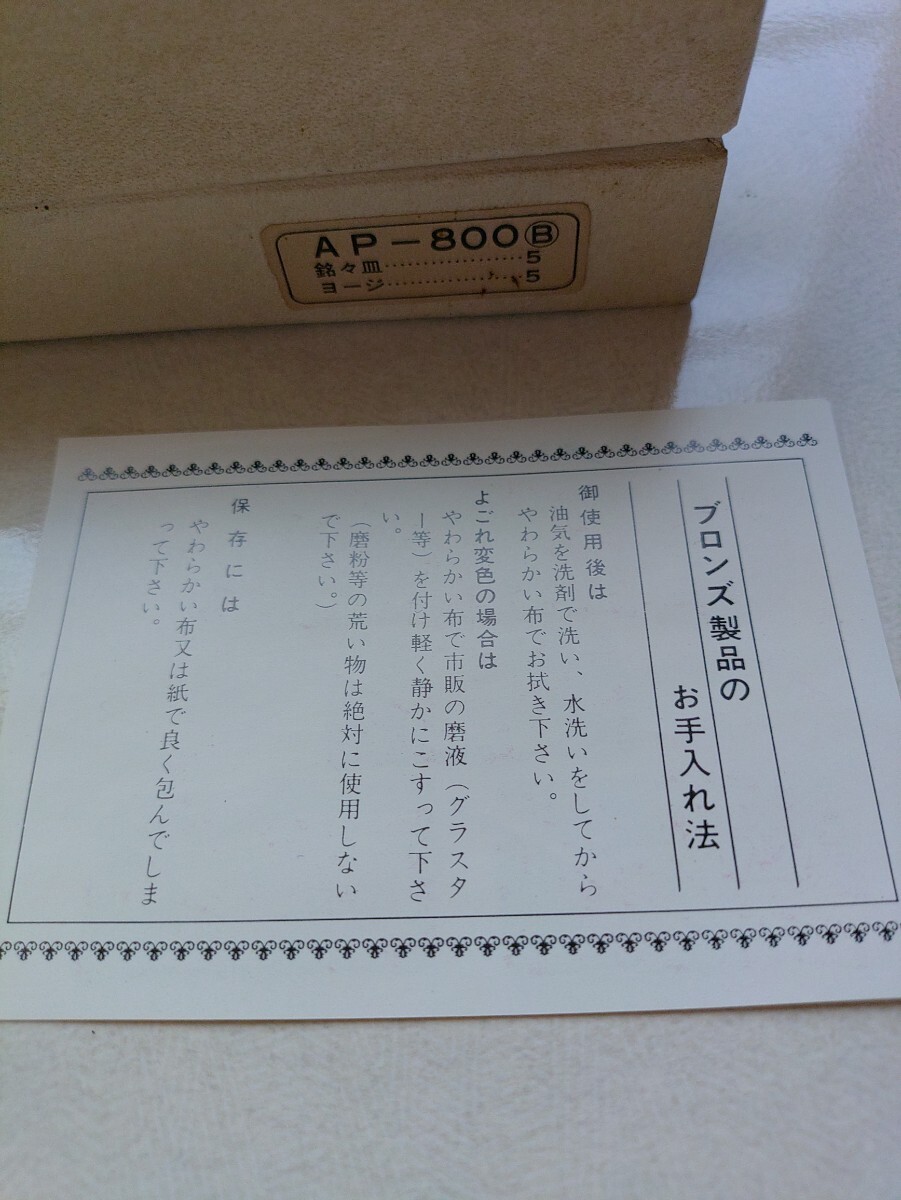 AP-800Ⓑ
銘々皿………………5
ヨージ………………5
ブロンズ製品の
お手入れ法
御使用後は
油気を洗剤で洗い、水洗いをしてから
やわらかい布でお拭き下さい。
よごれ変色の場合は
やわらかい布で市販の磨液(グラスタ
ー等)を付け軽く静かにこすって下さ
い。
(磨粉等の荒い物は絶対に使用しない
で下さい。)
保存には
やわらかい布又は紙で良く包んでしま
って下さい。